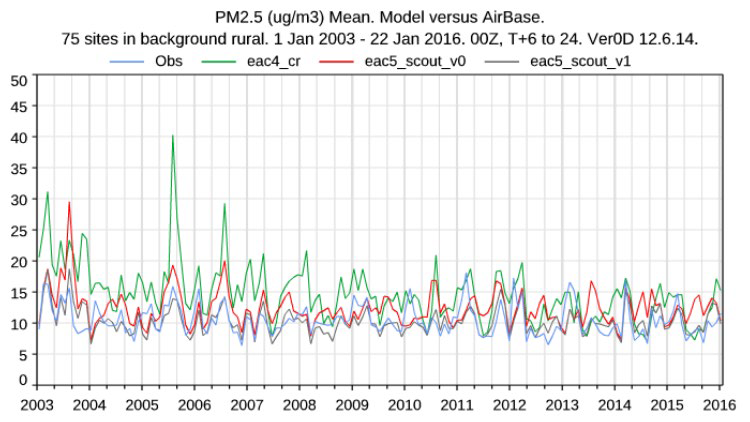 PM2.5 (ug/m3) Mean. Model versus AirBase.
75 sites in background rural. 1 Jan 2003 - 22 Jan 2016. 00Z, T+6 to 24. Ver0D 12.6.14.
Obs eac4_cr eac5_scout_v0 eac5_scout_v1
50
45
40
35
30
25
20
15
10
5
0
2003 2004 2005 2006 2007 2008 2009 2010 2011 2012 2013 2014 2015 2016